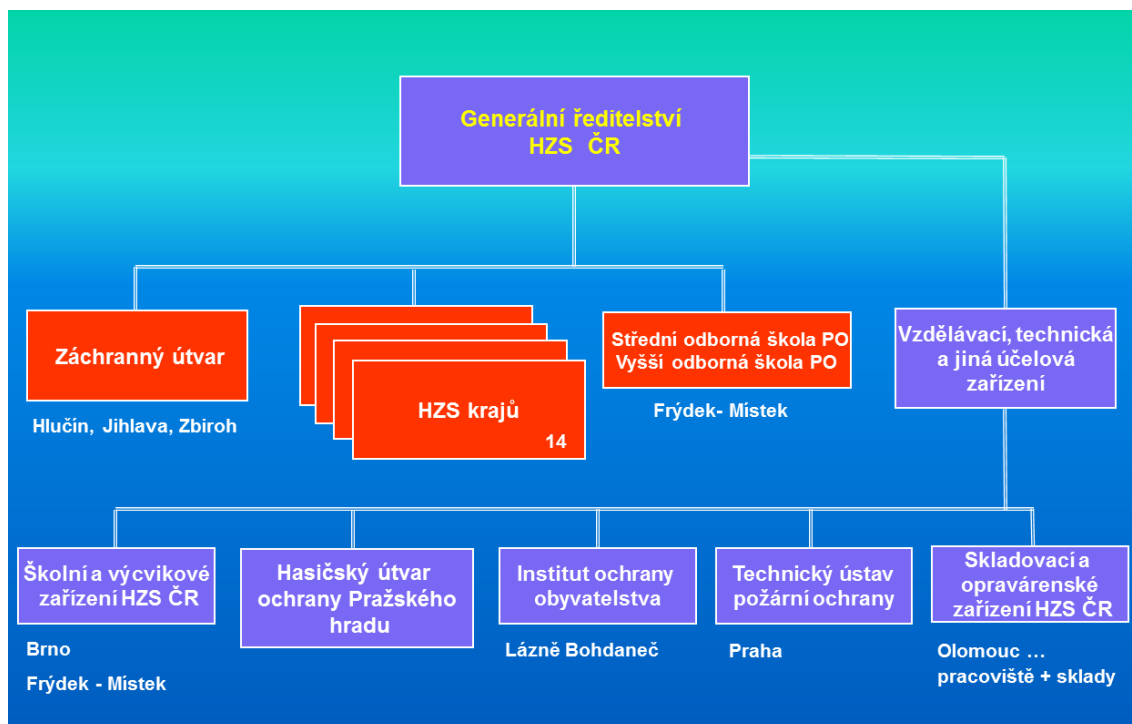 Generální ředitelství
HZS ČR
Záchranný útvar
Hlučín, Jihlava, Zbiroh
HZS krajů
14
Střední odborná škola PO
Vyšší odborná škola PO
Frýdek- Místek
Vzdělávací, technická
a jiná účelová
zařízení
Školní a výcvikové
zařízení HZS ČR
Brno
Frýdek - Místek
Hasičský útvar
ochrany Pražského
hradu
Institut ochrany
obyvatelstva
Lázně Bohdaneč
Technický ústav
požární ochrany
Praha
Skladovací a
opravárenské
zařízení HZS ČR
Olomouc …
pracoviště + sklady